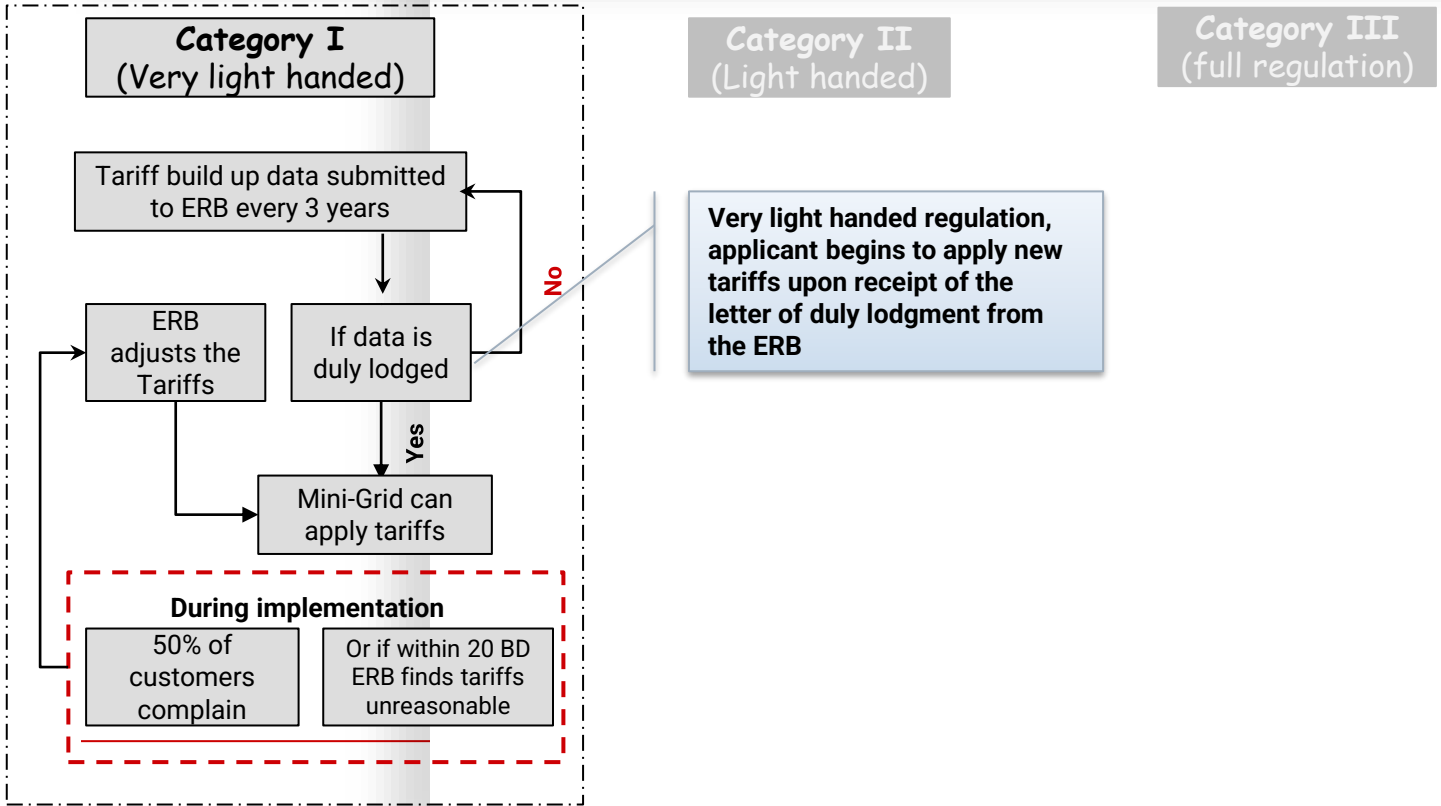 Category I
(Very light handed)
Category II
(Light handed)
Category III
(full regulation)
Tariff build up data submitted
to ERB every 3 years
No
Very light handed regulation,
applicant begins to apply new
tariffs upon receipt of the
letter of duly lodgment from
the ERB
ERB
adjusts the
Tariffs
If data is
duly lodged
Yes
Mini-Grid can
apply tariffs
During implementation
50% of
customers
complain
Or if within 20 BD
ERB finds tariffs
unreasonable